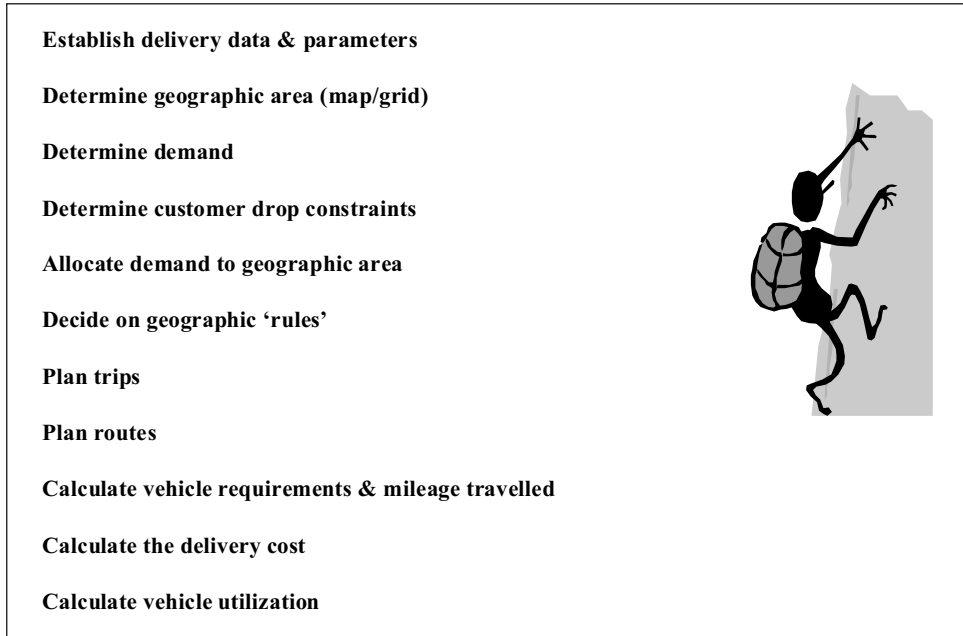 Establish delivery data & parameters
Determine geographic area (map/grid)
Determine demand
Determine customer drop constraints
Allocate demand to geographic area
Decide on geographic ‘rules’
Plan trips
Plan routes
Calculate vehicle requirements & mileage travelled
Calculate the delivery cost
Calculate vehicle utilization